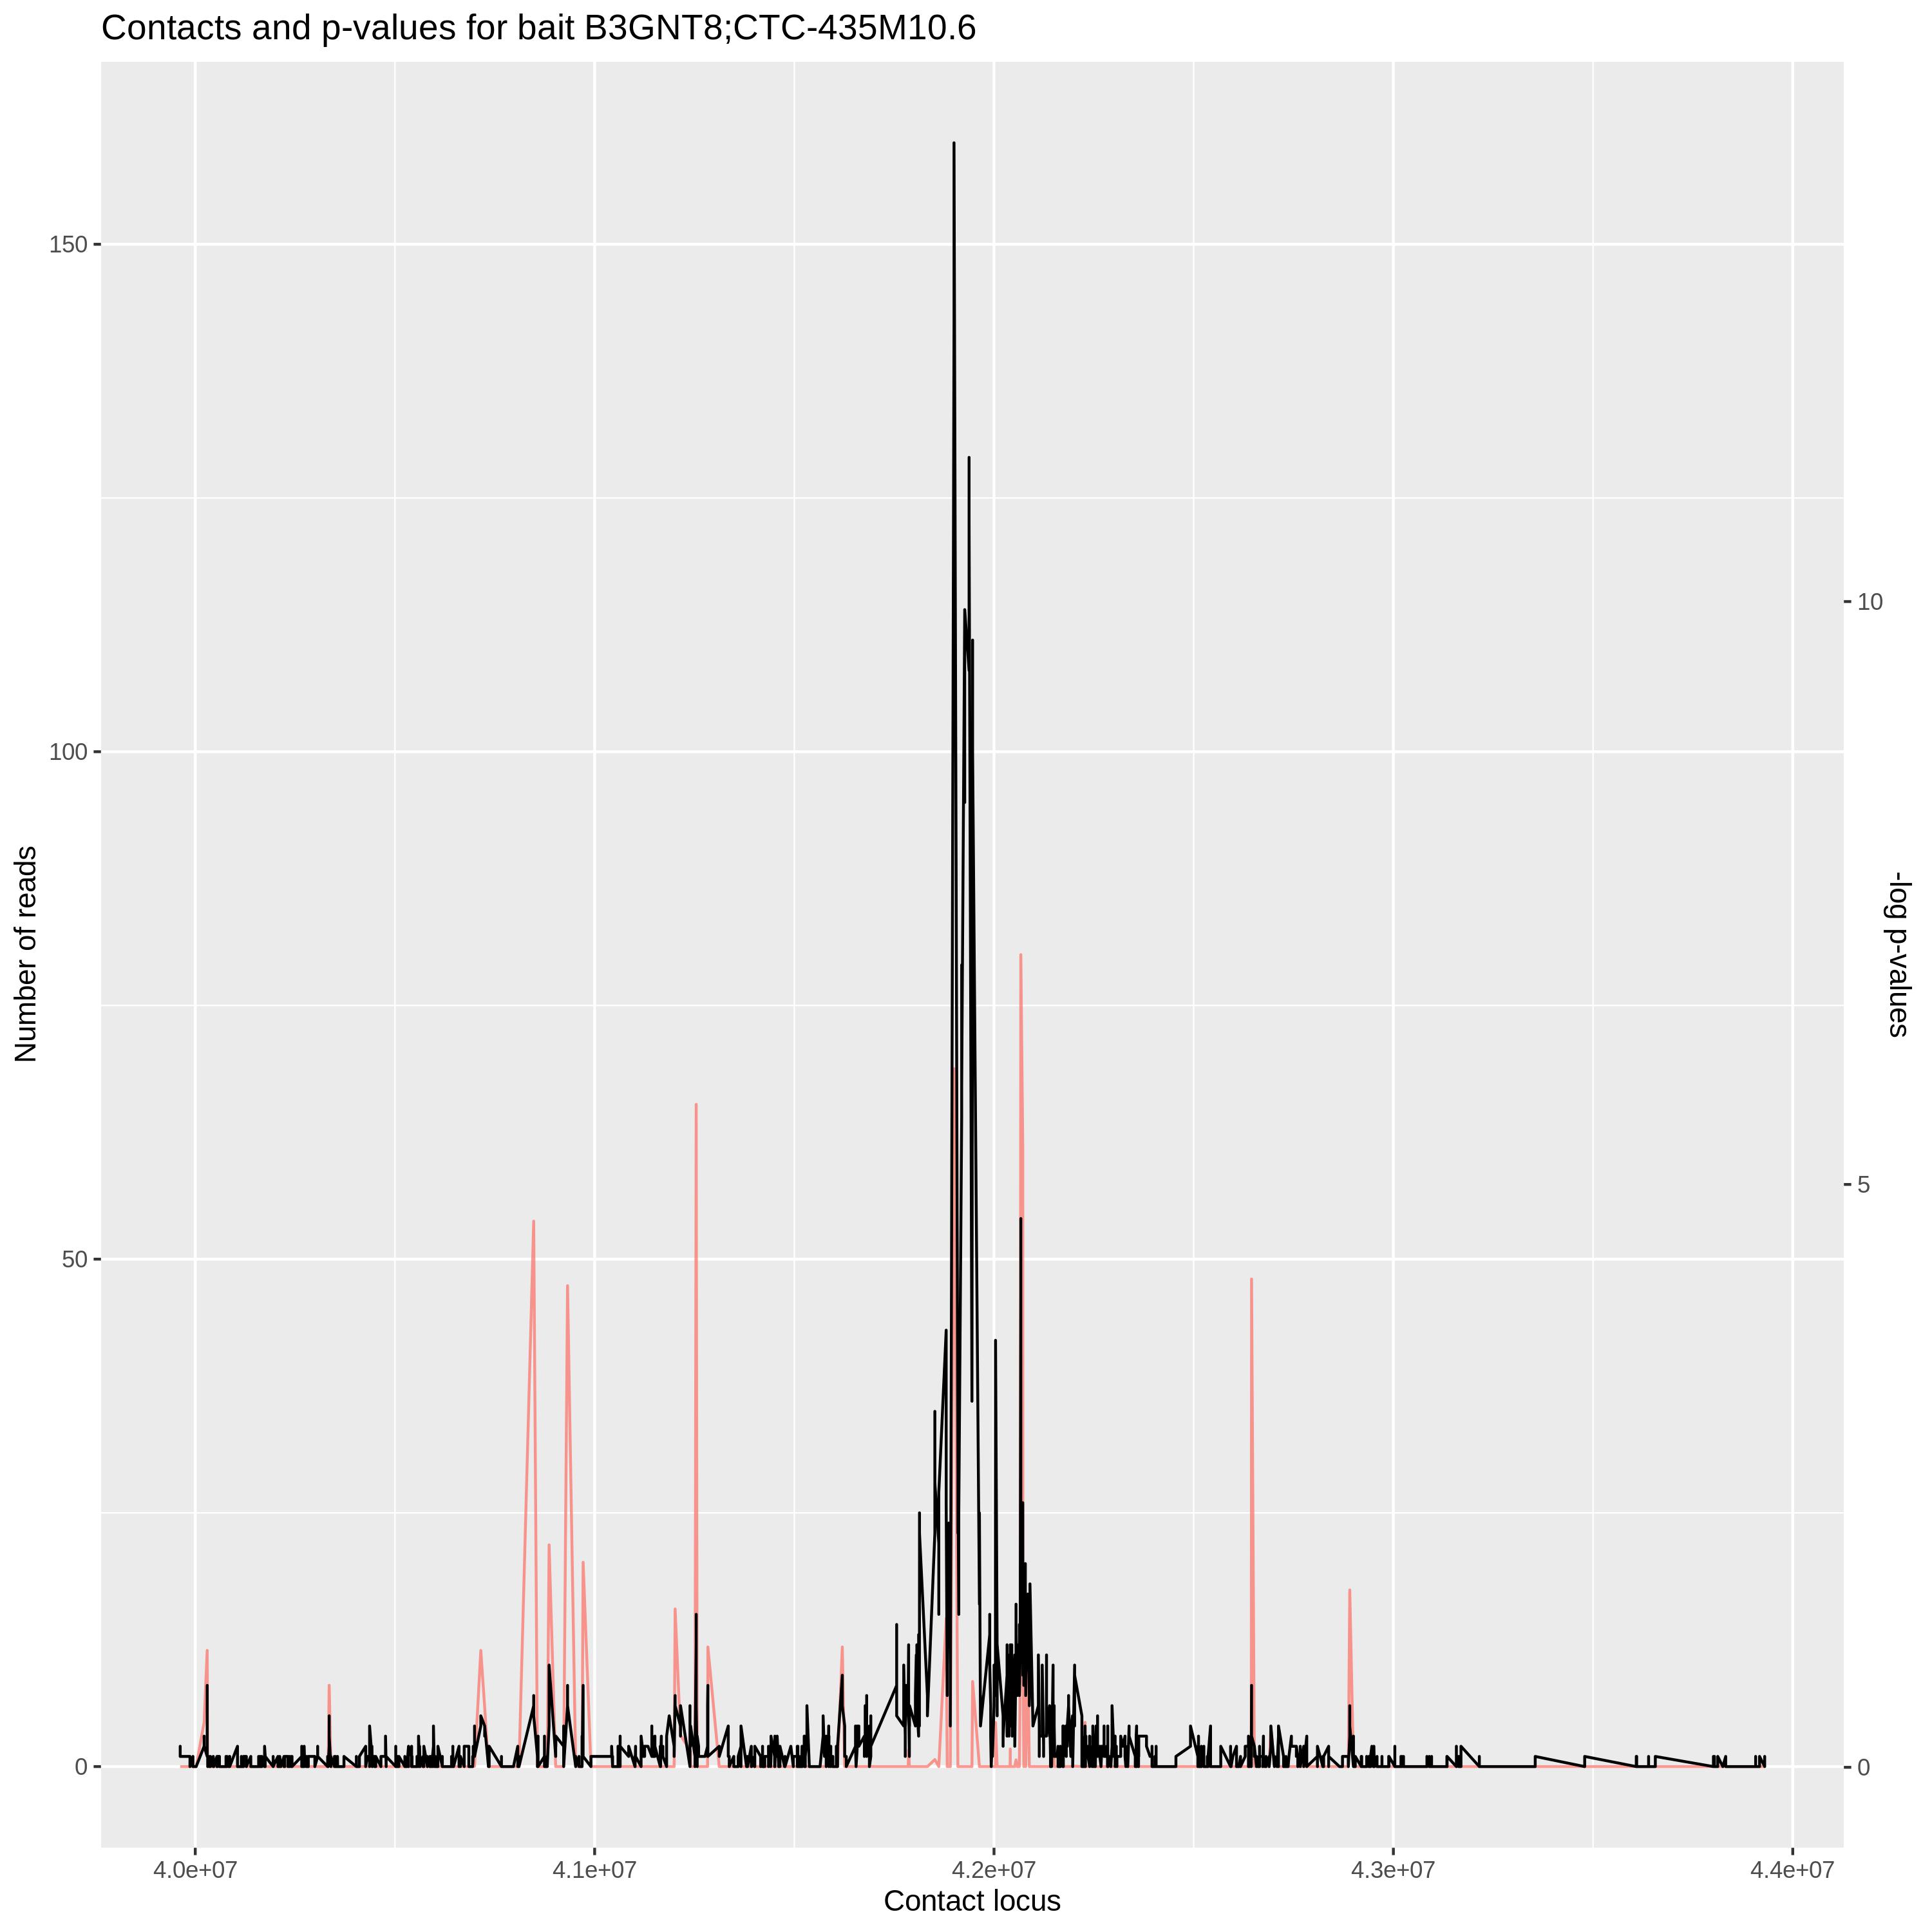 Contacts and p-values for bait B3GNT8;CTC-435M10.6
150
100
50
0
Number of reads
10
5
0
-log p-values
4.0e+07
4.1e+07
4.2e+07
4.3e+07
4.4e+07
Contact locus